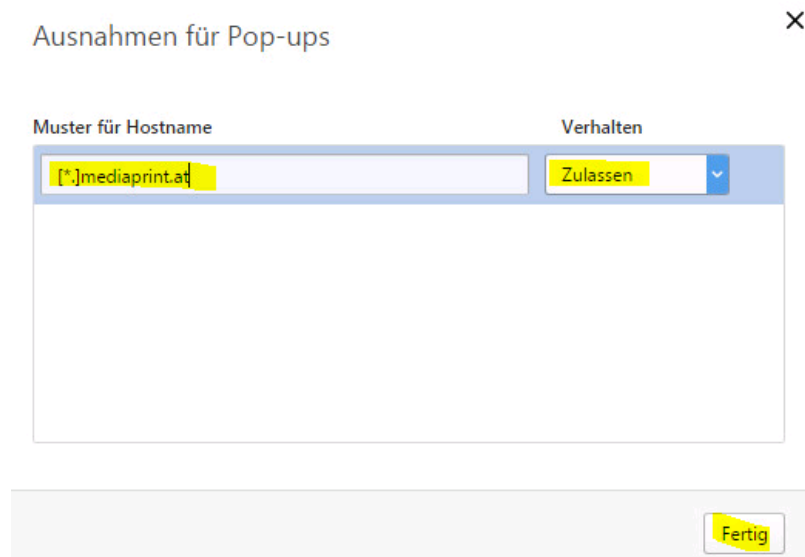 Ausnahmen für Pop-ups
Muster für Hostname Verhalten
[*.]mediaprint.at Zulassen
Fertig